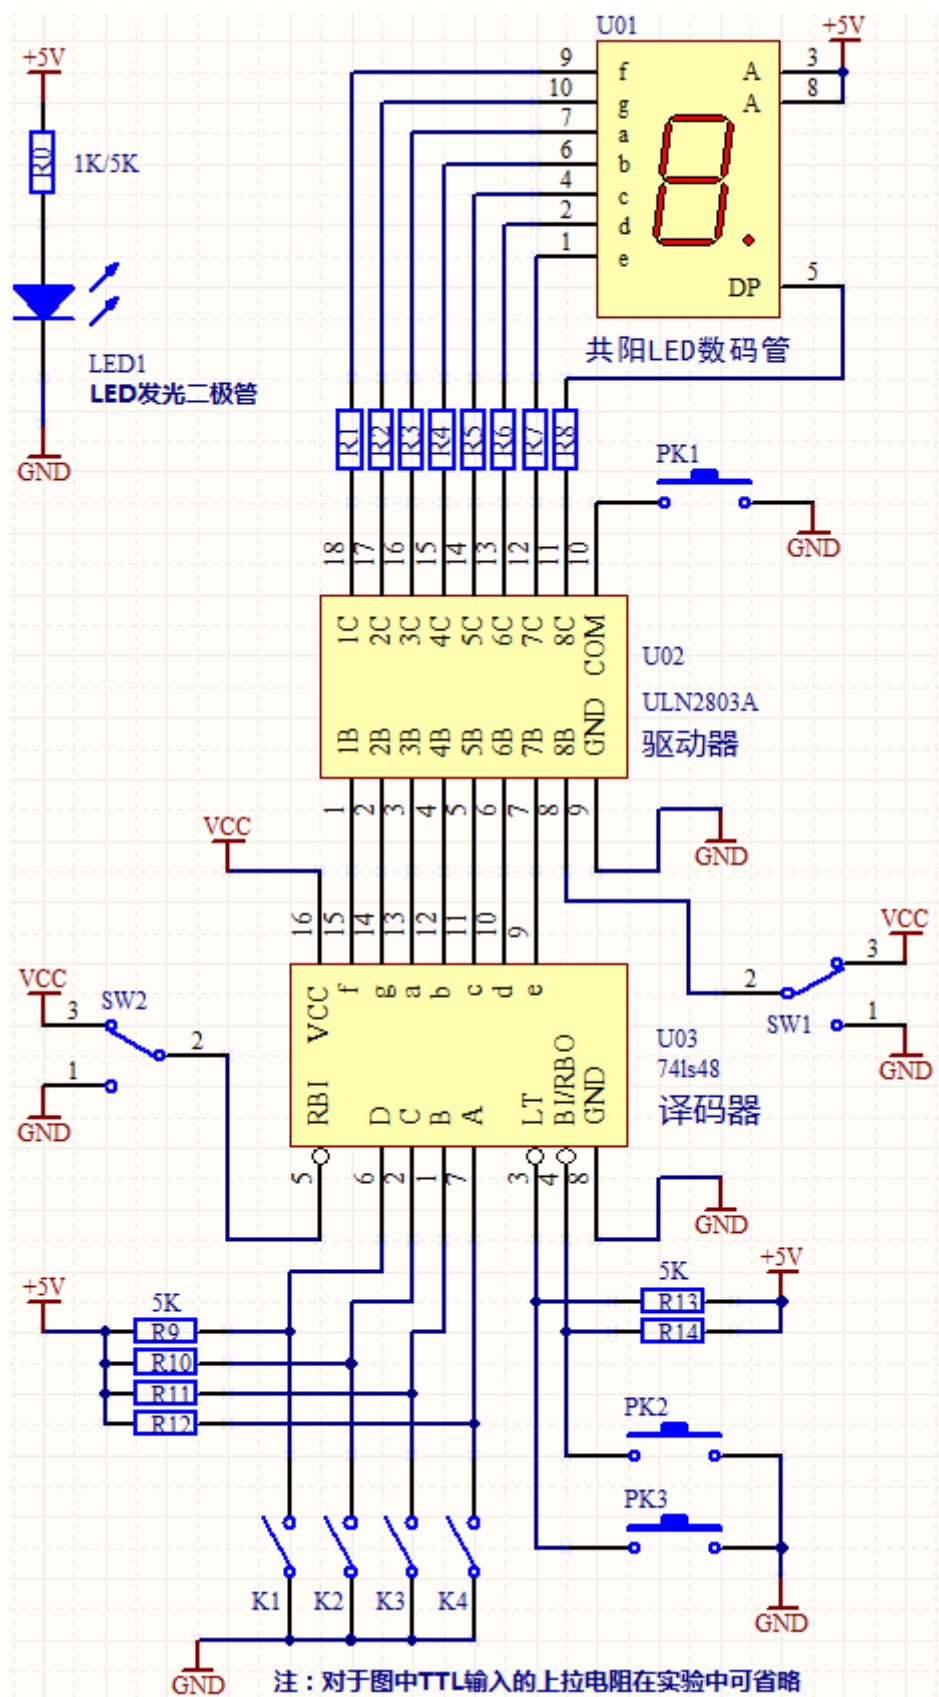 U01
+5V
+5V
9 f A 3
10 g A 8
7 a
6 b
4 c
2 d
1 e
DP 5
R0
1K/5K
共阳LED数码管
LED1
LED发光二极管
GND
R1 R2 R3 R4 R5 R6 R7 R8
PK1
GND
18 17 16 15 14 13 12 11 10
1C 2C 3C 4C 5C 6C 7C 8C COM
U02
ULN2803A
驱动器
1B 2B 3B 4B 5B 6B 7B 8B GND
1 2 3 4 5 6 7 8 9
VCC
GND
16 15 14 13 12 11 10 9
VCC
3
2
SW1
1
GND
VCC
3
SW2
2
1
GND
VCC f g a b c d e
U03
74ls48
译码器
RBI D C B A LT BI/RBO GND
5 6 2 1 7 3 4 8
GND
+5V
5K
R9
R10
R11
R12
+5V
5K
R13
R14
PK2
PK3
GND
K1 K2 K3 K4
GND
注：对于图中TTL输入的上拉电阻在实验中可省略